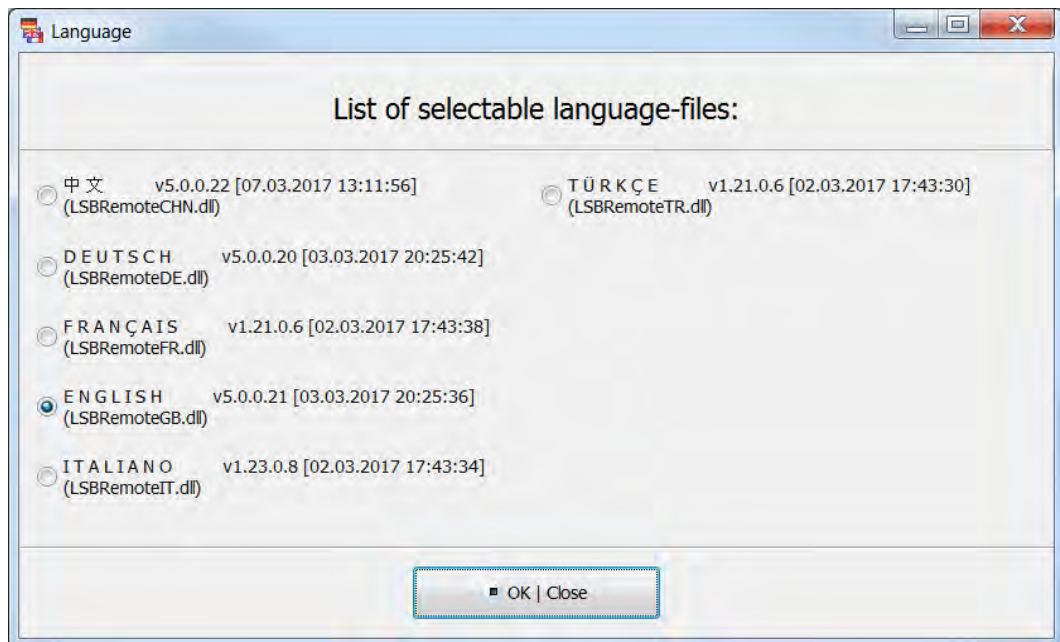 Language
List of selectable language-files:
中文 v5.0.0.22 [07.03.2017 13:11:56]
(LSBRemoteCHN.dll)
DEUTSCH v5.0.0.20 [03.03.2017 20:25:42]
(LSBRemoteDE.dll)
FRANÇAIS v1.21.0.6 [02.03.2017 17:43:38]
(LSBRemoteFR.dll)
ENGLISH v5.0.0.21 [03.03.2017 20:25:36]
(LSBRemoteGB.dll)
ITALIANO v1.23.0.8 [02.03.2017 17:43:34]
(LSBRemoteIT.dll)
TÜRKÇE v1.21.0.6 [02.03.2017 17:43:30]
(LSBRemoteTR.dll)
OK | Close